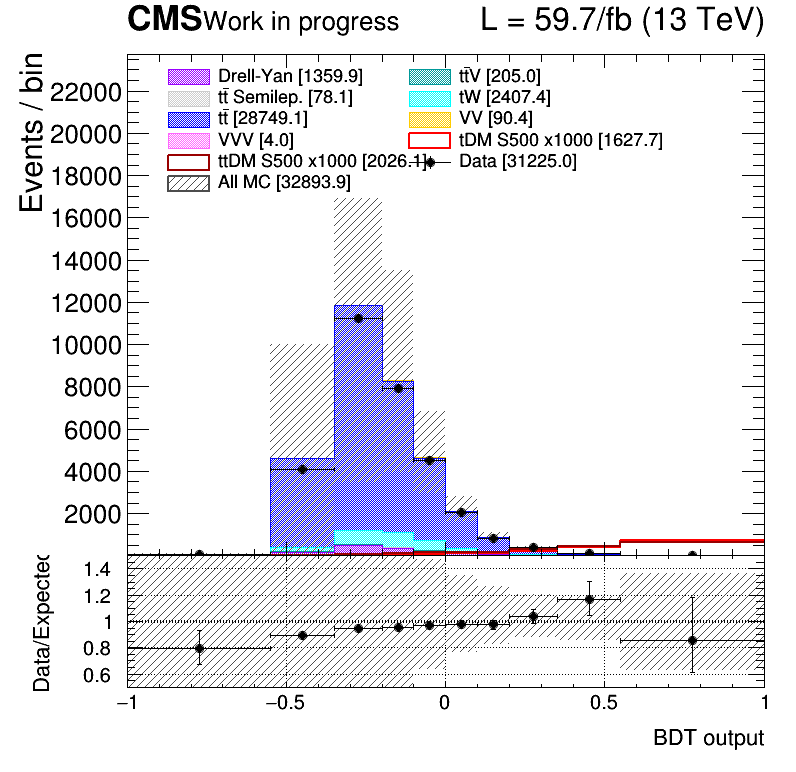 CMS Work in progress L = 59.7/fb (13 TeV)
Events / bin
Drell-Yan [1359.9] tt̄V [205.0]
tt̄ Semilep. [78.1] tW [2407.4]
tt̄ [28749.1] VV [90.4]
VVV [4.0] tDM S500 x1000 [1627.7]
ttDM S500 x1000 [2026.1] Data [31225.0]
All MC [32893.9]
22000
20000
18000
16000
14000
12000
10000
8000
6000
4000
2000
Data/Expected
1.4
1.2
1
0.8
0.6
−1 −0.5 0 0.5 1
BDT output